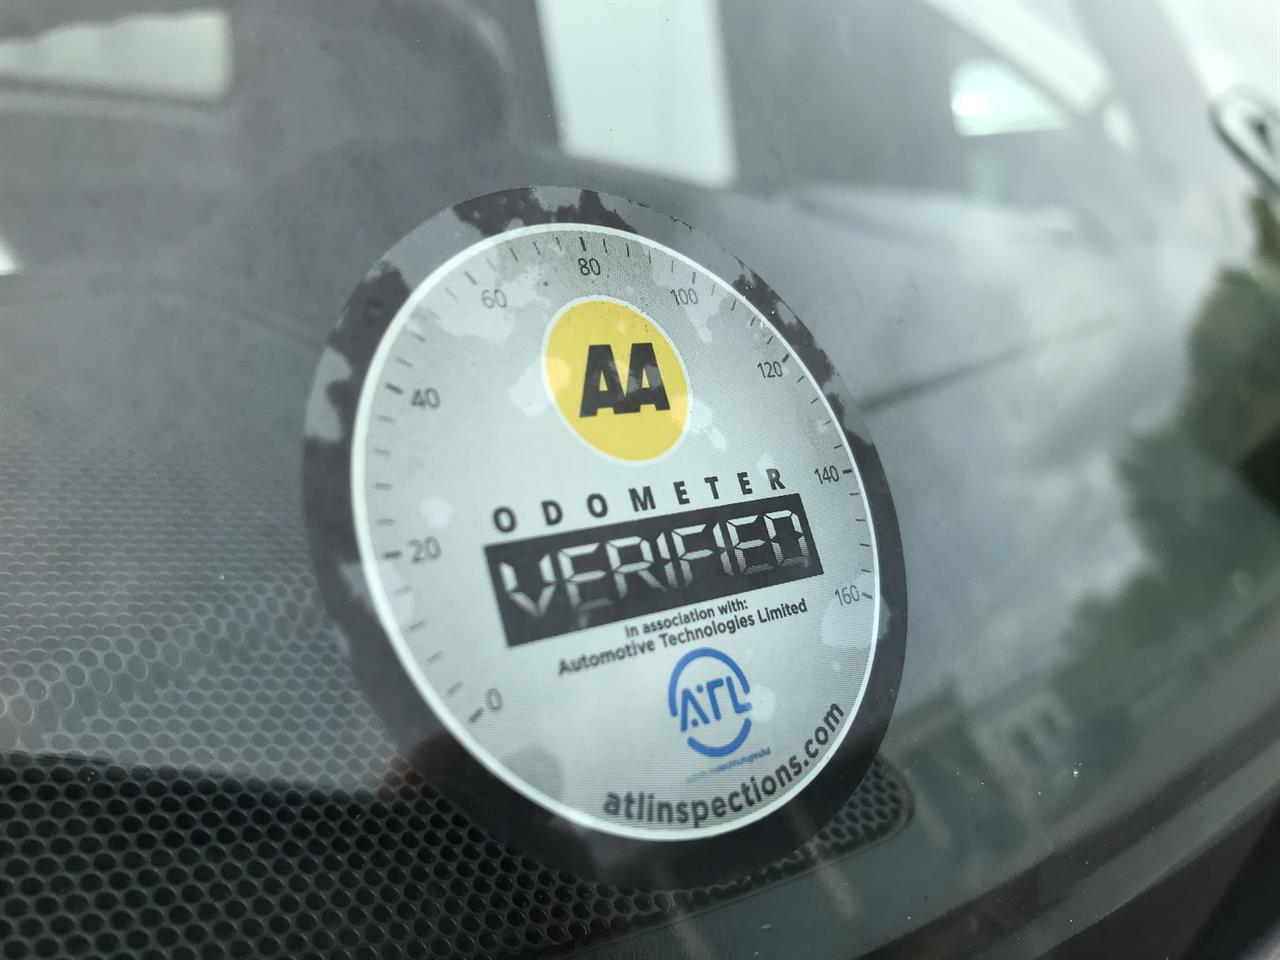 0
20
40
60
80
100
120
140
160
AA
ODOMETER
VERIFIED
In association with:
Automotive Technologies Limited
ATL
atlinspections.com